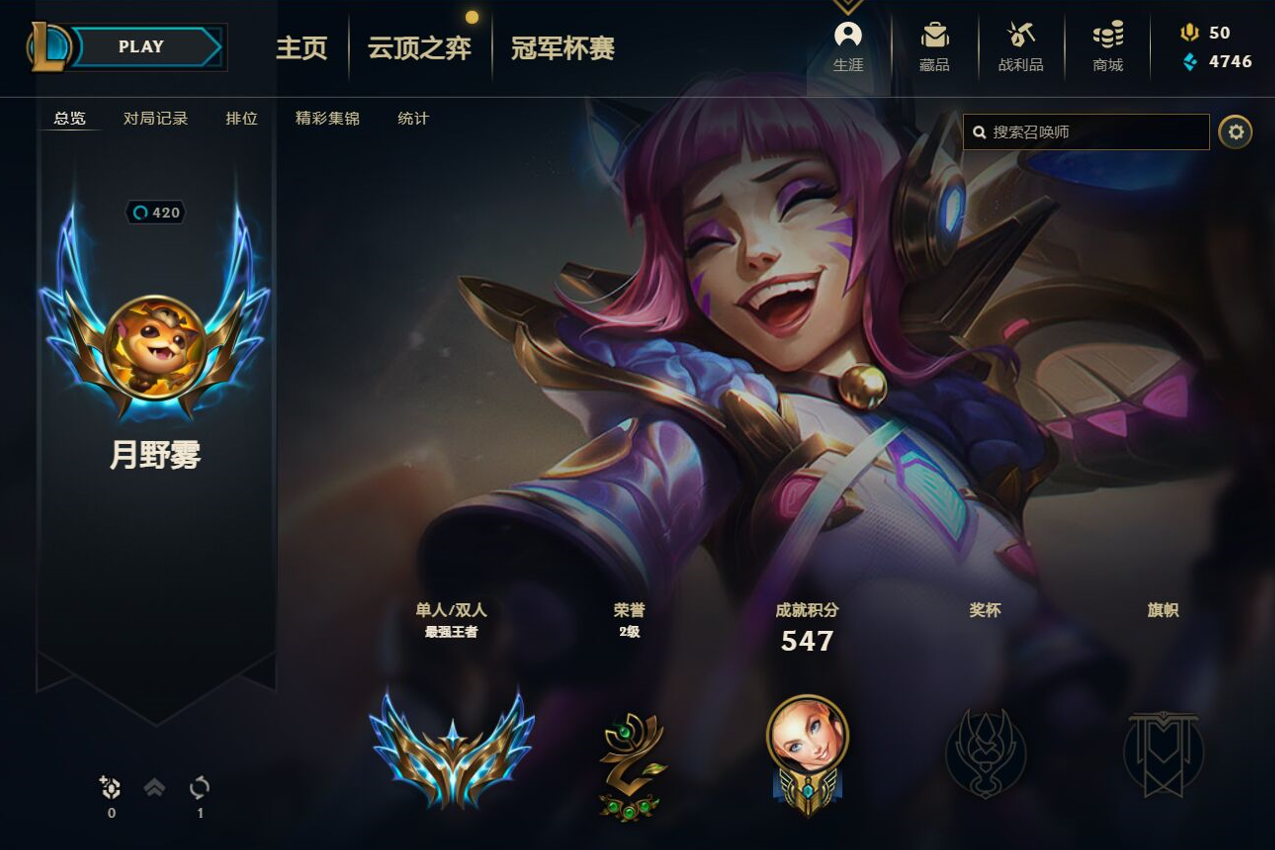 PLAY
主页
云顶之弈
冠军杯赛
生涯
藏品
战利品
商城
50
4746
总览
对局记录
排位
精彩集锦
统计
搜索召唤师
420
月野雾
单人/双人
最强王者
荣誉
2级
成就积分
547
奖杯
旗帜
0
1